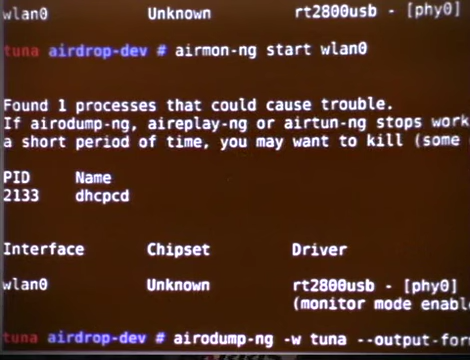 wlan0 Unknown rt2800usb - [phy0]
tuna airdrop-dev # airmon-ng start wlan0
Found 1 processes that could cause trouble.
If airodump-ng, aireplay-ng or airtun-ng stops work
a short period of time, you may want to kill (some
PID Name
2133 dhcpcd
Interface Chipset Driver
wlan0 Unknown rt2800usb - [phy0]
(monitor mode enabl
tuna airdrop-dev # airodump-ng -w tuna --output-for